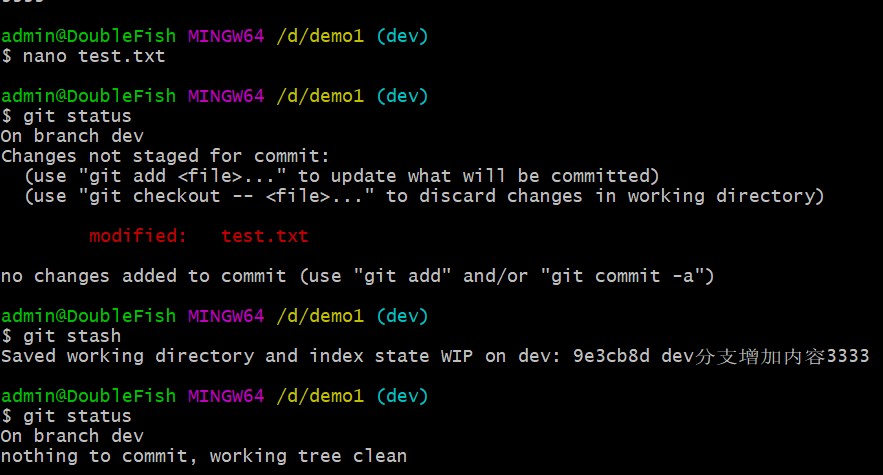 admin@DoubleFish MINGW64 /d/demo1 (dev)
$ nano test.txt
admin@DoubleFish MINGW64 /d/demo1 (dev)
$ git status
On branch dev
Changes not staged for commit:
  (use "git add <file>..." to update what will be committed)
  (use "git checkout -- <file>..." to discard changes in working directory)
        modified:   test.txt
no changes added to commit (use "git add" and/or "git commit -a")
admin@DoubleFish MINGW64 /d/demo1 (dev)
$ git stash
Saved working directory and index state WIP on dev: 9e3cb8d dev分支增加内容3333
admin@DoubleFish MINGW64 /d/demo1 (dev)
$ git status
On branch dev
nothing to commit, working tree clean